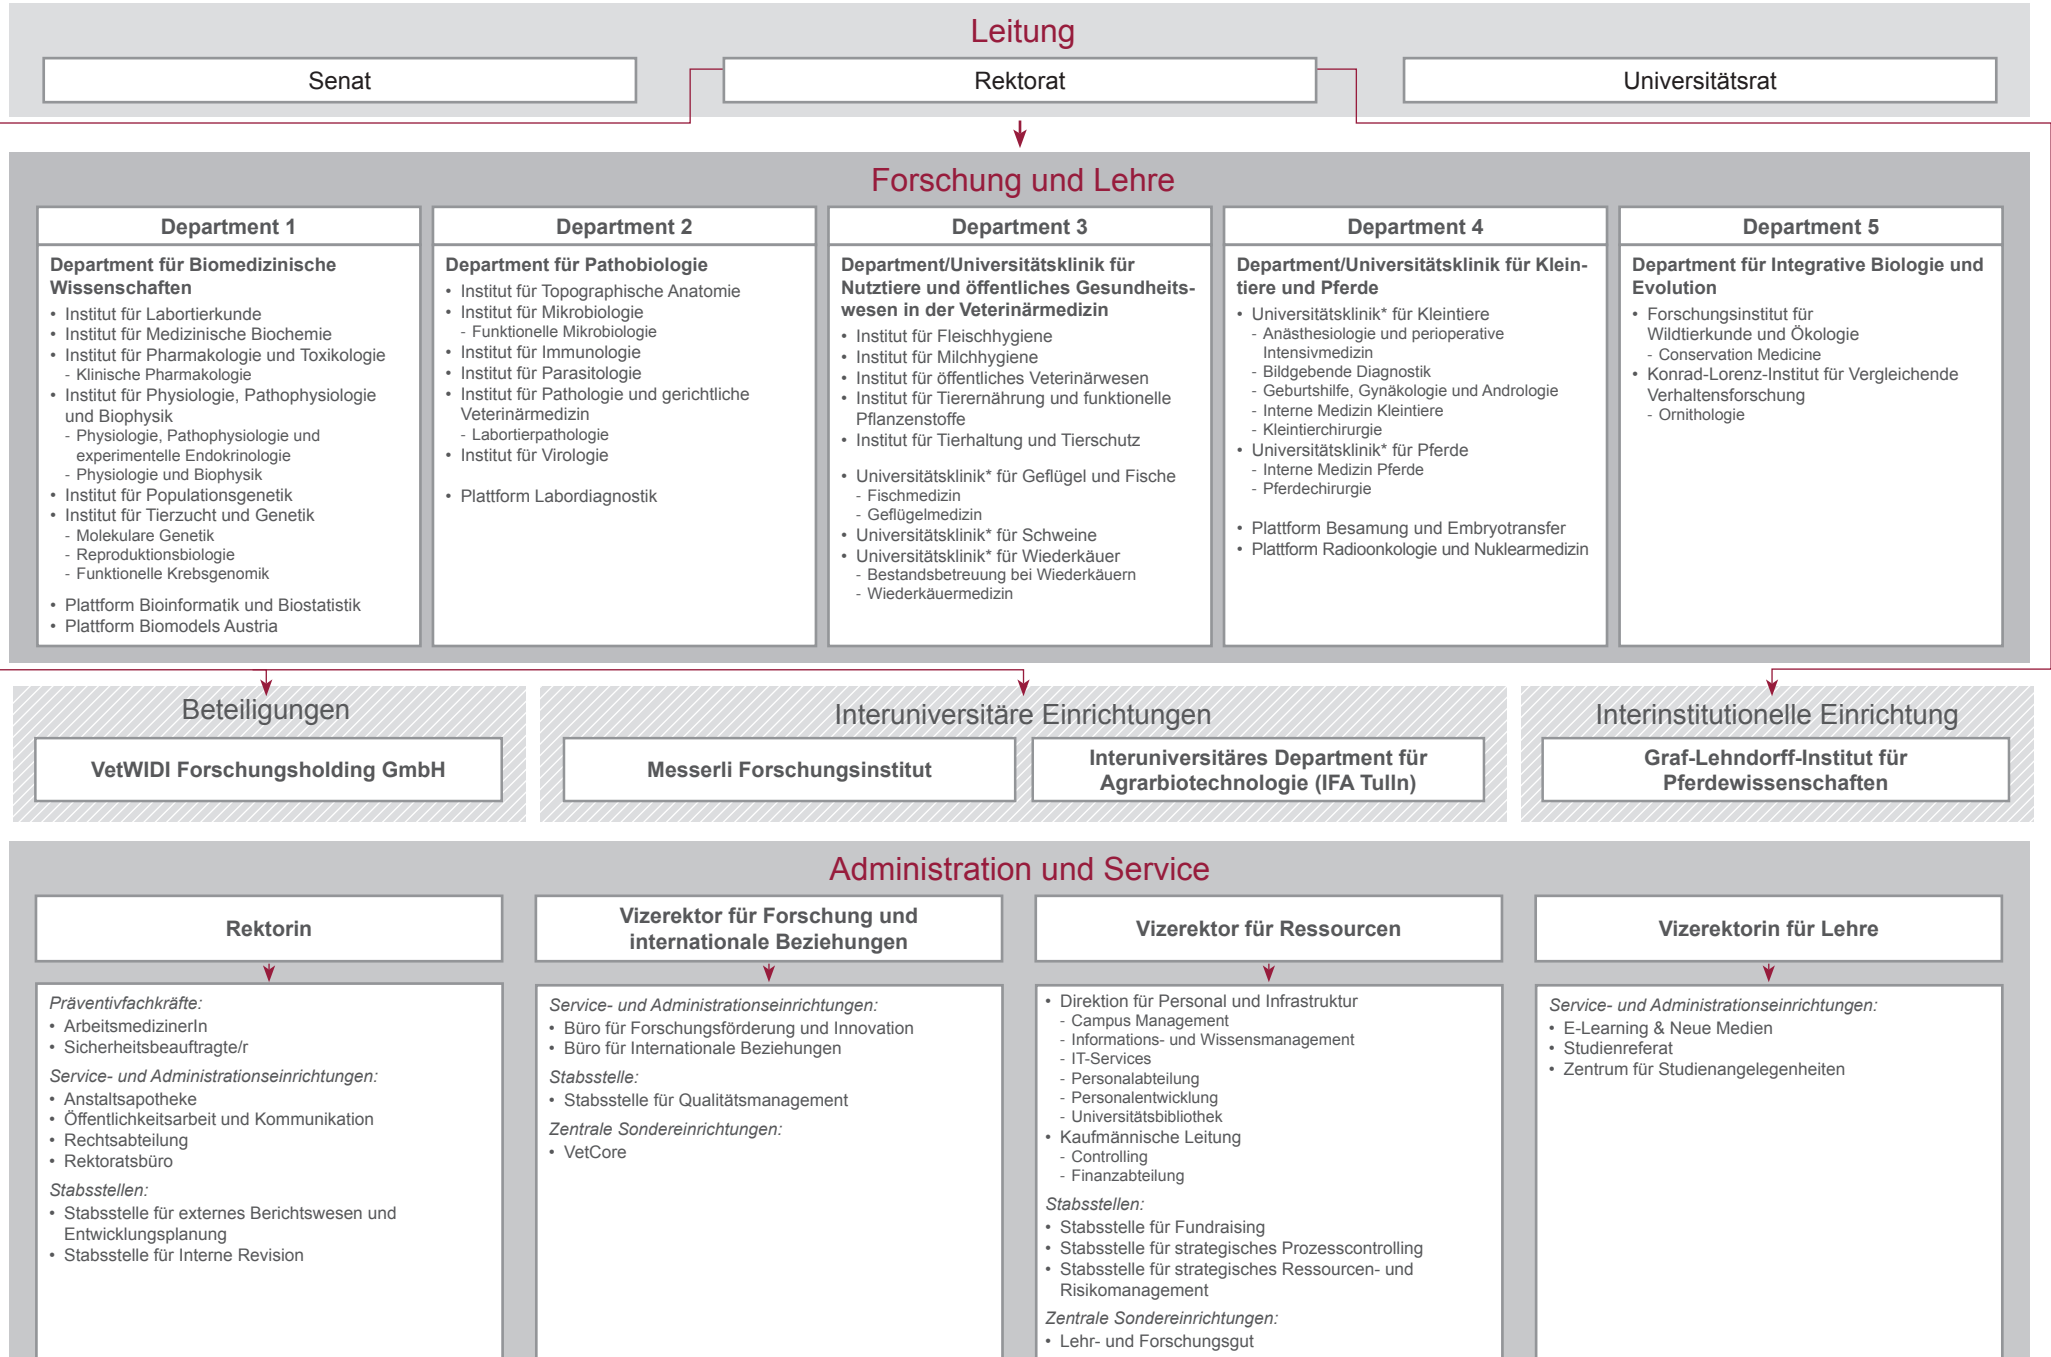 Leitung
Senat
Rektorat
Universitätsrat
Forschung und Lehre
Department 1
Department für Biomedizinische
Wissenschaften
• Institut für Labortierkunde
• Institut für Medizinische Biochemie
• Institut für Pharmakologie und Toxikologie
- Klinische Pharmakologie
• Institut für Physiologie, Pathophysiologie
und Biophysik
- Physiologie, Pathophysiologie und
experimentelle Endokrinologie
- Physiologie und Biophysik
• Institut für Populationsgenetik
• Institut für Tierzucht und Genetik
- Molekulare Genetik
- Reproduktionsbiologie
- Funktionelle Krebsgenomik
• Plattform Bioinformatik und Biostatistik
• Plattform Biomodels Austria
Department 2
Department für Pathobiologie
• Institut für Topographische Anatomie
• Institut für Mikrobiologie
- Funktionelle Mikrobiologie
• Institut für Immunologie
• Institut für Parasitologie
• Institut für Pathologie und gerichtliche
Veterinärmedizin
- Labortierpathologie
• Institut für Virologie
• Plattform Labordiagnostik
Department 3
Department/Universitätsklinik für
Nutztiere und öffentliches Gesundheits-
wesen in der Veterinärmedizin
• Institut für Fleischhygiene
• Institut für Milchhygiene
• Institut für öffentliches Veterinärwesen
• Institut für Tierernährung und funktionelle
Pflanzenstoffe
• Institut für Tierhaltung und Tierschutz
• Universitätsklinik* für Geflügel und Fische
- Fischmedizin
- Geflügelmedizin
• Universitätsklinik* für Schweine
• Universitätsklinik* für Wiederkäuer
- Bestandsbetreuung bei Wiederkäuern
- Wiederkäuermedizin
Department 4
Department/Universitätsklinik für Klein-
tiere und Pferde
• Universitätsklinik* für Kleintiere
- Anästhesiologie und perioperative
Intensivmedizin
- Bildgebende Diagnostik
- Geburtshilfe, Gynäkologie und Andrologie
- Interne Medizin Kleintiere
- Kleintierchirurgie
• Universitätsklinik* für Pferde
- Interne Medizin Pferde
- Pferdechirurgie
• Plattform Besamung und Embryotransfer
• Plattform Radioonkologie und Nuklearmedizin
Department 5
Department für Integrative Biologie und
Evolution
• Forschungsinstitut für
Wildtierkunde und Ökologie
- Conservation Medicine
• Konrad-Lorenz-Institut für Vergleichende
Verhaltensforschung
- Ornithologie
Beteiligungen
VetWIDI Forschungsholding GmbH
Interuniversitäre Einrichtungen
Messerli Forschungsinstitut
Interuniversitäres Department für
Agrarbiotechnologie (IFA Tulln)
Interinstitutionelle Einrichtung
Graf-Lehndorff-Institut für
Pferdewissenschaften
Administration und Service
Rektorin
Präventivfachkräfte:
• ArbeitsmedizinerIn
• Sicherheitsbeauftragte/r
Service- und Administrationseinrichtungen:
• Anstaltsapotheke
• Öffentlichkeitsarbeit und Kommunikation
• Rechtsabteilung
• Rektoratsbüro
Stabsstellen:
• Stabsstelle für externes Berichtswesen und
Entwicklungsplanung
• Stabsstelle für Interne Revision
Vizerektor für Forschung und
internationale Beziehungen
Service- und Administrationseinrichtungen:
• Büro für Forschungsförderung und Innovation
• Büro für Internationale Beziehungen
Stabsstelle:
• Stabsstelle für Qualitätsmanagement
Zentrale Sondereinrichtungen:
• VetCore
Vizerektor für Ressourcen
• Direktion für Personal und Infrastruktur
- Campus Management
- Informations- und Wissensmanagement
- IT-Services
- Personalabteilung
- Personalentwicklung
- Universitätsbibliothek
• Kaufmännische Leitung
- Controlling
- Finanzabteilung
Stabsstellen:
• Stabsstelle für Fundraising
• Stabsstelle für strategisches Prozesscontrolling
• Stabsstelle für strategisches Ressourcen- und
Risikomanagement
Zentrale Sondereinrichtungen:
• Lehr- und Forschungsgut
Vizerektorin für Lehre
Service- und Administrationseinrichtungen:
• E-Learning & Neue Medien
• Studienreferat
• Zentrum für Studienangelegenheiten